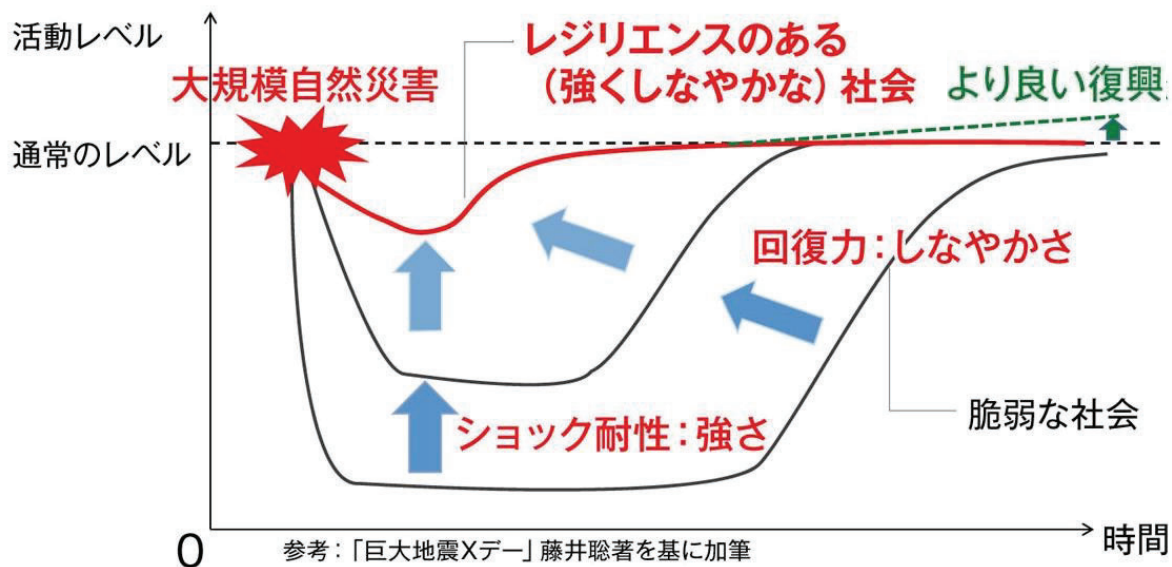 活動レベル
レジリエンスのある
（強くしなやかな）社会
大規模自然災害
より良い復興
通常のレベル
回復力：しなやかさ
ショック耐性：強さ
脆弱な社会
0
参考：「巨大地震Xデー」藤井聡著を基に加筆
時間